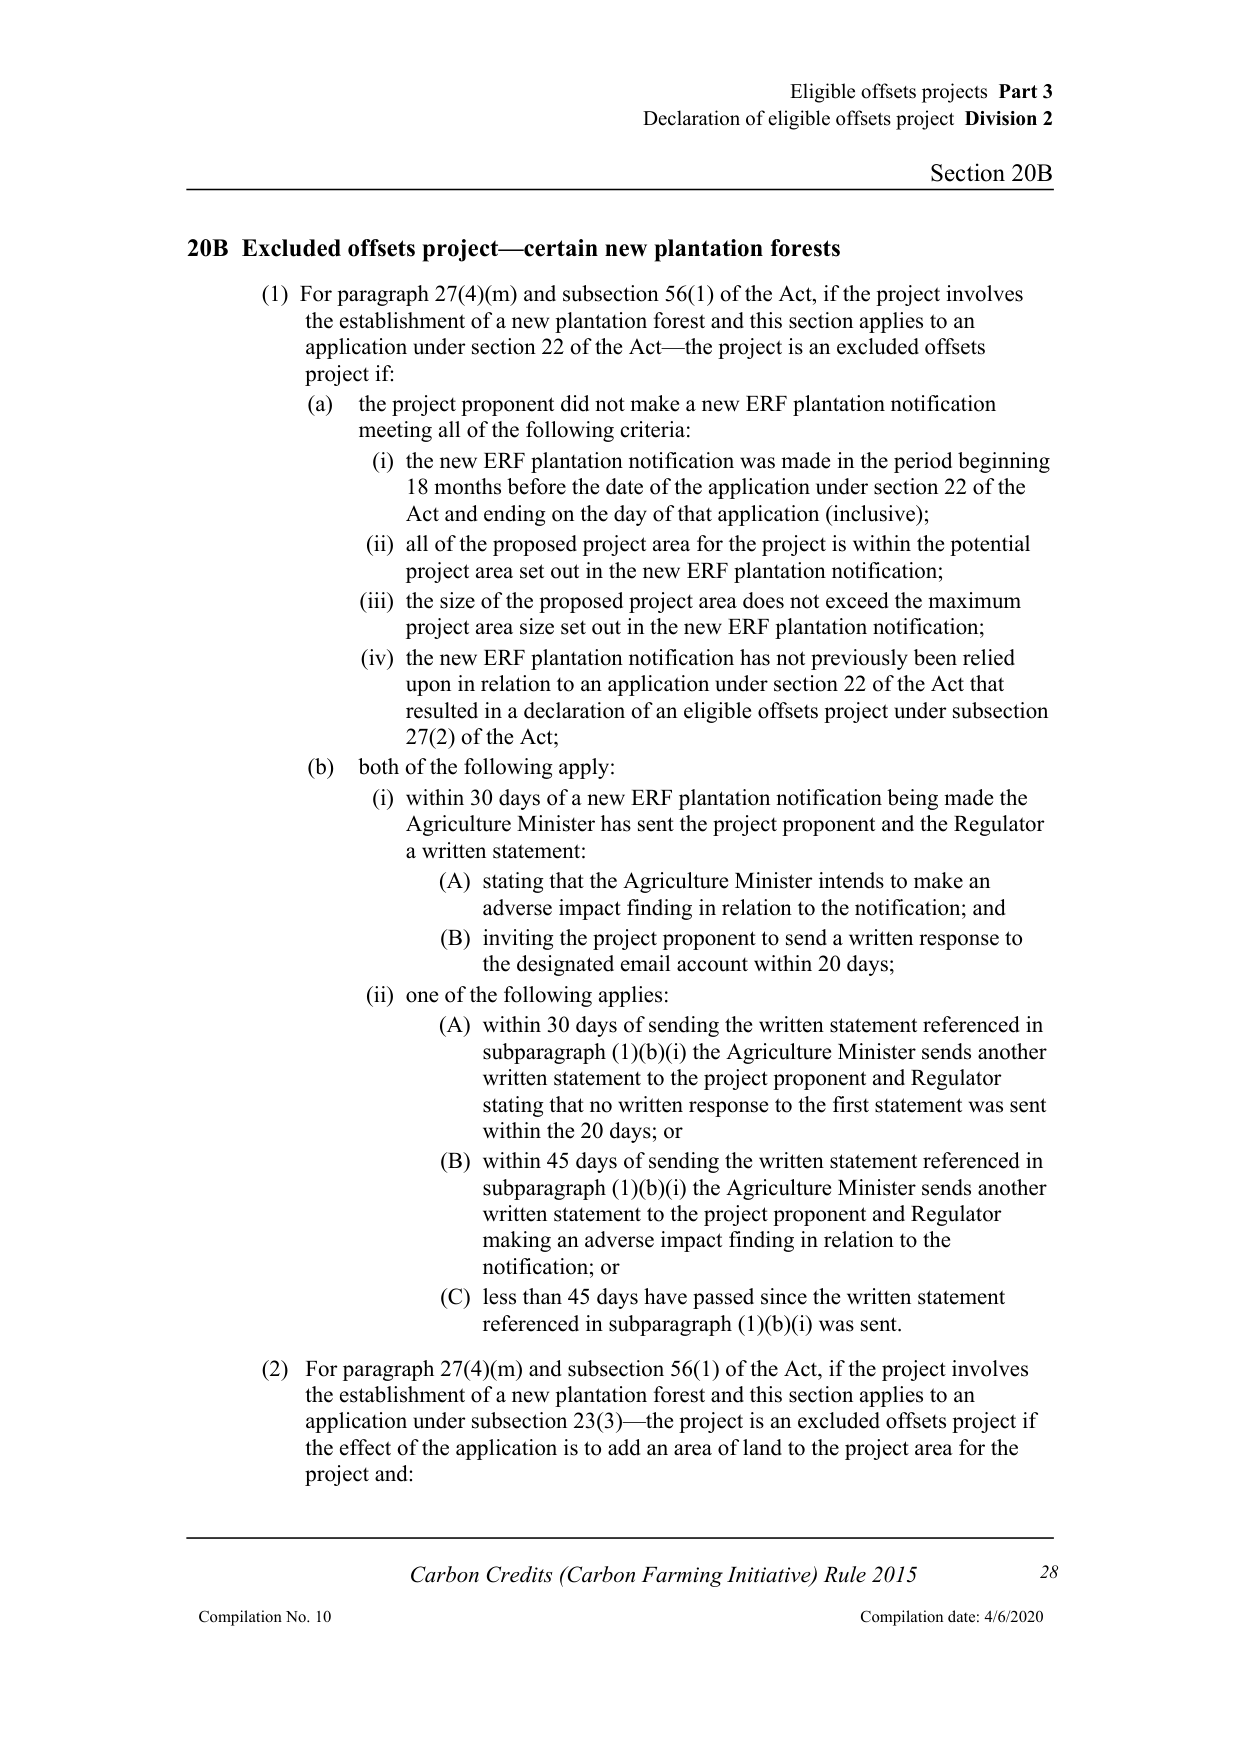 Eligible offsets projects Part 3
Declaration of eligible offsets project Division 2
Section 20B
20B Excluded offsets project—certain new plantation forests
(1) For paragraph 27(4)(m) and subsection 56(1) of the Act, if the project involves
the establishment of a new plantation forest and this section applies to an
application under section 22 of the Act—the project is an excluded offsets
project if:
(a) the project proponent did not make a new ERF plantation notification
meeting all of the following criteria:
(i) the new ERF plantation notification was made in the period beginning
18 months before the date of the application under section 22 of the
Act and ending on the day of that application (inclusive);
(ii) all of the proposed project area for the project is within the potential
project area set out in the new ERF plantation notification;
(iii) the size of the proposed project area does not exceed the maximum
project area size set out in the new ERF plantation notification;
(iv) the new ERF plantation notification has not previously been relied
upon in relation to an application under section 22 of the Act that
resulted in a declaration of an eligible offsets project under subsection
27(2) of the Act;
(b) both of the following apply:
(i) within 30 days of a new ERF plantation notification being made the
Agriculture Minister has sent the project proponent and the Regulator
a written statement:
(A) stating that the Agriculture Minister intends to make an
adverse impact finding in relation to the notification; and
(B) inviting the project proponent to send a written response to
the designated email account within 20 days;
(ii) one of the following applies:
(A) within 30 days of sending the written statement referenced in
subparagraph (1)(b)(i) the Agriculture Minister sends another
written statement to the project proponent and Regulator
stating that no written response to the first statement was sent
within the 20 days; or
(B) within 45 days of sending the written statement referenced in
subparagraph (1)(b)(i) the Agriculture Minister sends another
written statement to the project proponent and Regulator
making an adverse impact finding in relation to the
notification; or
(C) less than 45 days have passed since the written statement
referenced in subparagraph (1)(b)(i) was sent.
(2) For paragraph 27(4)(m) and subsection 56(1) of the Act, if the project involves
the establishment of a new plantation forest and this section applies to an
application under subsection 23(3)—the project is an excluded offsets project if
the effect of the application is to add an area of land to the project area for the
project and:
Carbon Credits (Carbon Farming Initiative) Rule 2015 28
Compilation No. 10 Compilation date: 4/6/2020